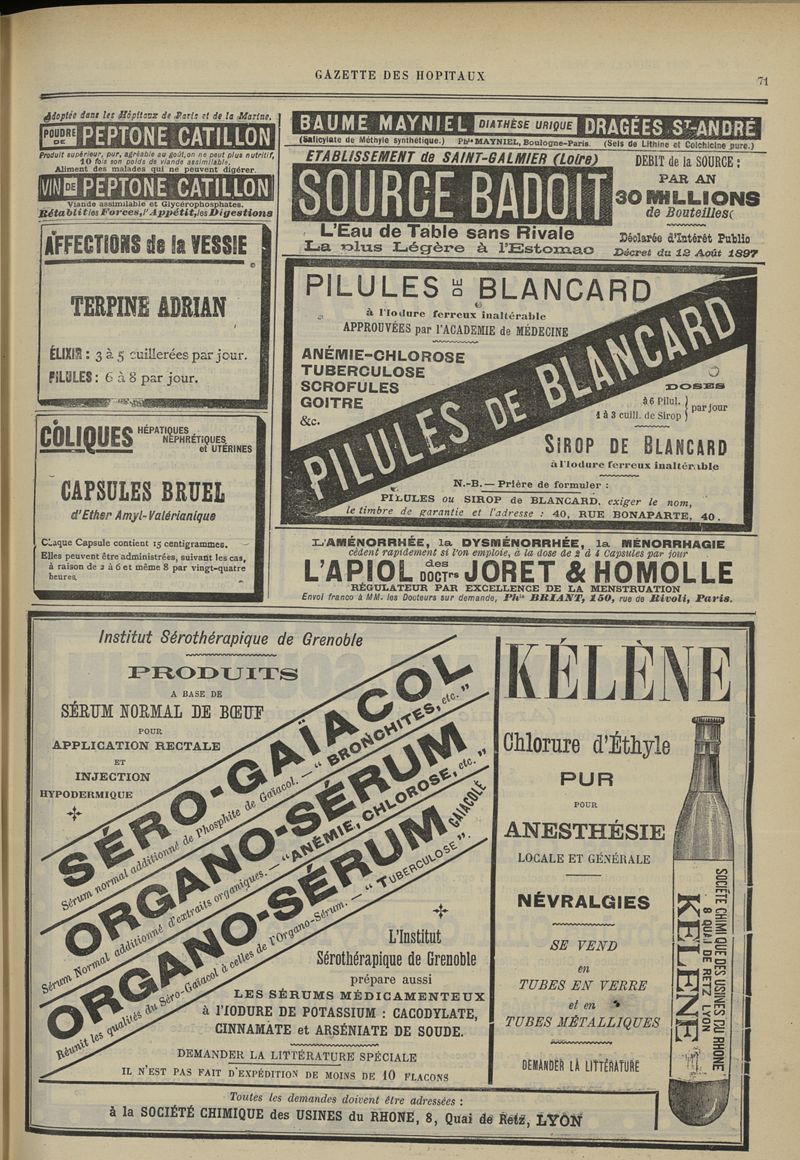 GAZETTE DES HOPITAUX
71
Adoptée dans les Hôpitaux de Paris et de la Marine.
POUDRE DE PEPTONE CATILLON
Produit supérieur, pur, agréable au goût, on ne peut plus nutritif,
10 fois son poids de viande assimilable.
Aliment des malades qui ne peuvent digérer.
VIN DE PEPTONE CATILLON
Viande assimilable et Glycérophosphates.
Rétablit les Forces, l'Appétit, les Digestions
AFFECTIONS de la VESSIE
TERPINE ADRIAN
ÉLIXIR : 3 à 5 cuillerées par jour.
PILULES : 6 à 8 par jour.
COLIQUES HÉPATIQUES
NÉPHRÉTIQUES
et UTÉRINES
CAPSULES BRUEL
d'Ether Amyl-Valérianique
Claque Capsule contient 15 centigrammes.
Elles peuvent être administrées, suivant les cas,
à raison de 2 à 6 et même 8 par vingt-quatre
heures.
BAUME MAYNIEL DIATHÈSE URIQUE DRAGÉES ST-ANDRÉ
(Salicylate de Méthyle synthétique.) Phie MAYNIEL, Boulogne-Paris. (Sels de Lithine et Colchicine pure.)
ETABLISSEMENT de SAINT-GALMIER (Loire)
SOURCE BADOIT
L'Eau de Table sans Rivale
La plus Légère à l'Estomac
DEBIT de la SOURCE :
PAR AN
30 MILLIONS
de Bouteilles
Déclarée d'Intérêt Public
Décret du 12 Août 1897
PILULES DE BLANCARD
à l'Iodure ferreux inaltérable
APPROUVÉES par l'ACADEMIE de MÉDECINE
ANÉMIE-CHLOROSE
TUBERCULOSE
SCROFULES
GOITRE
&c.
PILULES DE BLANCARD
DOSES
à 6 Pilul.
1 à 3 cuill. de Sirop
par jour
SIROP DE BLANCARD
à l'Iodure ferreux inaltérable
N.-B. — Prière de formuler :
PILULES ou SIROP de BLANCARD, exiger le nom,
le timbre de garantie et l'adresse : 40, RUE BONAPARTE, 40.
L'AMÉNORRHÉE, la DYSMÉNORRHÉE, la MÉNORRHAGIE
cèdent rapidement si l'on emploie, à la dose de 2 à 4 Capsules par jour
L'APIOL des DOCTrs JORET & HOMOLLE
RÉGULATEUR PAR EXCELLENCE DE LA MENSTRUATION
Envoi franco à MM. les Docteurs sur demande, Phie BRIANT, 150, rue de Rivoli, Paris.
Institut Sérothérapique de Grenoble
PRODUITS
A BASE DE
SÉRUM NORMAL DE BŒUF
POUR
APPLICATION RECTALE
ET
INJECTION
HYPODERMIQUE
SÉRO-GAÏACOL
Sérum normal additionné de Phosphite de Gaïacol. — "BRONCHITES, etc."
ORGANO-SÉRUM
Sérum Normal additionné d'extraits organiques. — "ANÉMIE, CHLOROSE, etc."
ORGANO-SÉRUM GAIACOLÉ
Réunit les qualités du Séro-Gaïacol à celles de l'Organo-Sérum. — "TUBERCULOSE".
L'Institut
Sérothérapique de Grenoble
prépare aussi
LES SÉRUMS MÉDICAMENTEUX
à l'IODURE DE POTASSIUM : CACODYLATE,
CINNAMATE et ARSÉNIATE DE SOUDE.
DEMANDER LA LITTÉRATURE SPÉCIALE
IL N'EST PAS FAIT D'EXPÉDITION DE MOINS DE 10 FLACONS
KÉLÈNE
Chlorure d'Éthyle
PUR
POUR
ANESTHÉSIE
LOCALE ET GÉNÉRALE
NÉVRALGIES
SE VEND
en
TUBES EN VERRE
et en
TUBES MÉTALLIQUES
DEMANDER LA LITTÉRATURE
SOCIÉTÉ CHIMIQUE DES USINES DU RHONE
8 QUAI DE RETZ LYON
KELENE
Toutes les demandes doivent être adressées :
à la SOCIÉTÉ CHIMIQUE des USINES DU RHONE, 8, Quai de Retz, LYON